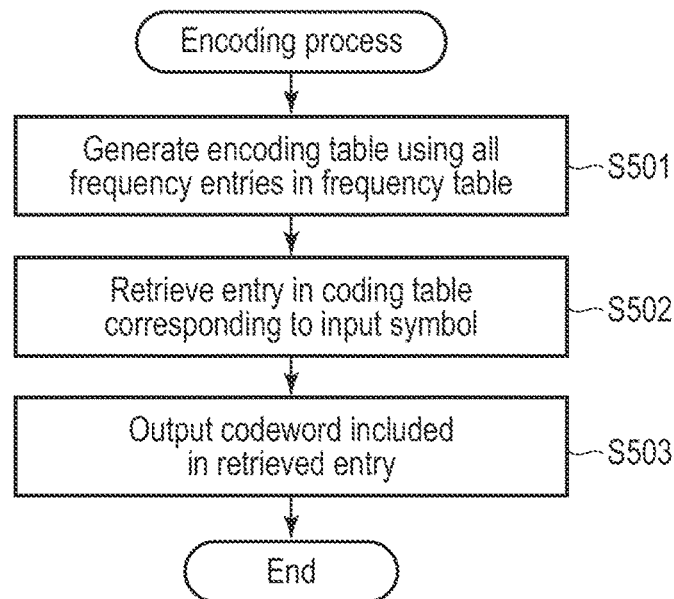 Encoding process
Generate encoding table using all
frequency entries in frequency table
S501
Retrieve entry in coding table
corresponding to input symbol
S502
Output codeword included
in retrieved entry
S503
End